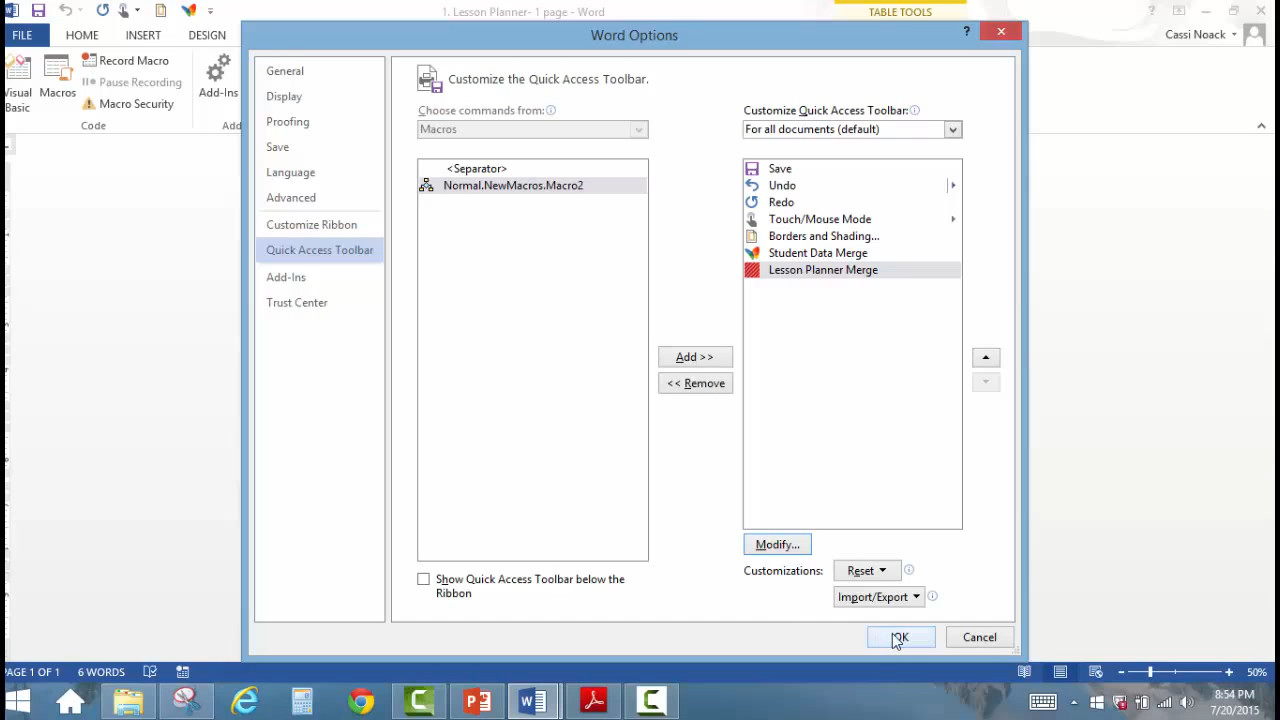 1. Lesson Planner- 1 page - Word
TABLE TOOLS
FILE
HOME
INSERT
DESIGN
Cassi Noack
Word Options
?
Visual Basic
Macros
Record Macro
Pause Recording
Macro Security
Code
Add-Ins
Add
General
Display
Proofing
Save
Language
Advanced
Customize Ribbon
Quick Access Toolbar
Add-Ins
Trust Center
Customize the Quick Access Toolbar.
Choose commands from:
Macros
<Separator>
Normal.NewMacros.Macro2
Add >>
<< Remove
Customize Quick Access Toolbar:
For all documents (default)
Save
Undo
Redo
Touch/Mouse Mode
Borders and Shading...
Student Data Merge
Lesson Planner Merge
Modify...
Customizations:
Reset
Import/Export
Show Quick Access Toolbar below the
Ribbon
OK
Cancel
PAGE 1 OF 1
6 WORDS
50%
8:54 PM
7/20/2015